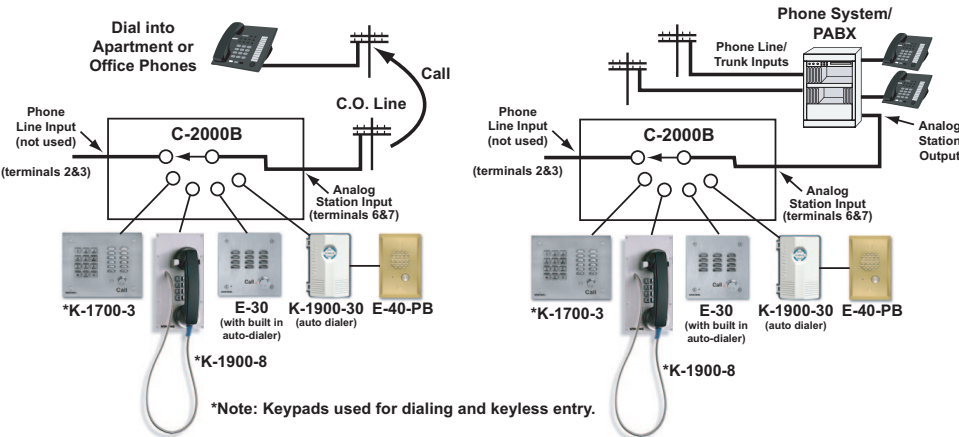 Dial into
Apartment or
Office Phones
Call
C.O. Line
Phone
Line Input
(not used)
(terminals 2&3)
C-2000B
Analog
Station Input
(terminals 6&7)
Call
*K-1700-3
Call
E-30
(with built in
auto-dialer)
K-1900-30
(auto dialer)
E-40-PB
*K-1900-8
Phone System/
PABX
Phone Line/
Trunk Inputs
Analog
Station
Output
Phone
Line Input
(not used)
(terminals 2&3)
C-2000B
Analog
Station Input
(terminals 6&7)
Call
*K-1700-3
Call
E-30
(with built in
auto-dialer)
K-1900-30
(auto dialer)
E-40-PB
*K-1900-8
*Note: Keypads used for dialing and keyless entry.